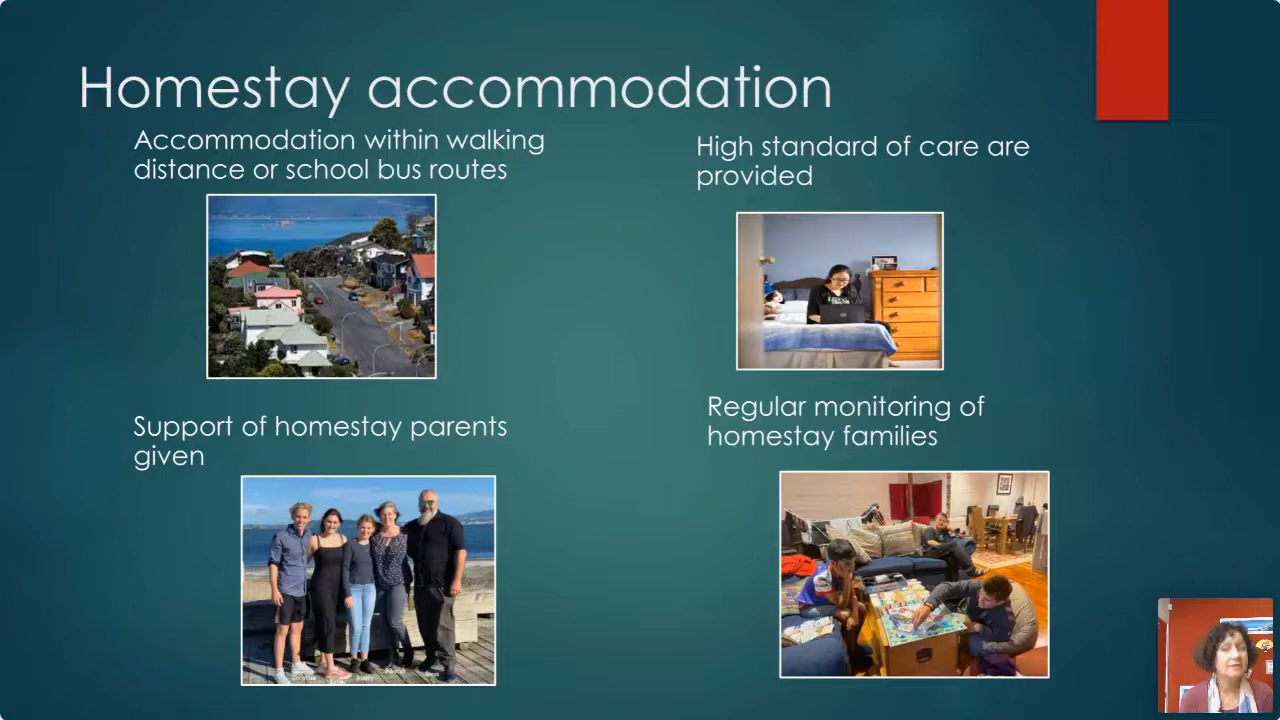 Homestay accommodation
Accommodation within walking
distance or school bus routes
High standard of care are
provided
Support of homestay parents
given
Regular monitoring of
homestay families